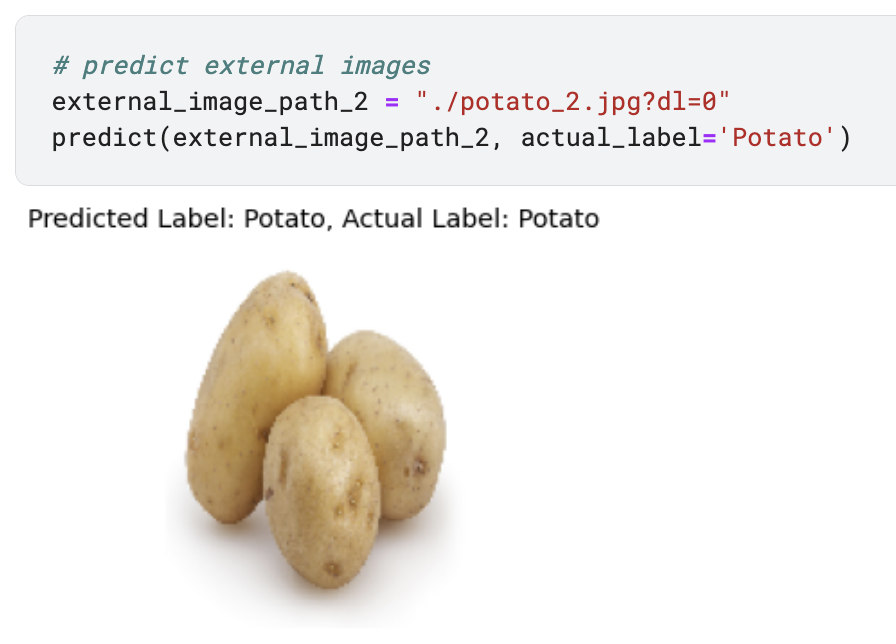 # predict external images
external_image_path_2 = "./potato_2.jpg?dl=0"
predict(external_image_path_2, actual_label='Potato')
Predicted Label: Potato, Actual Label: Potato